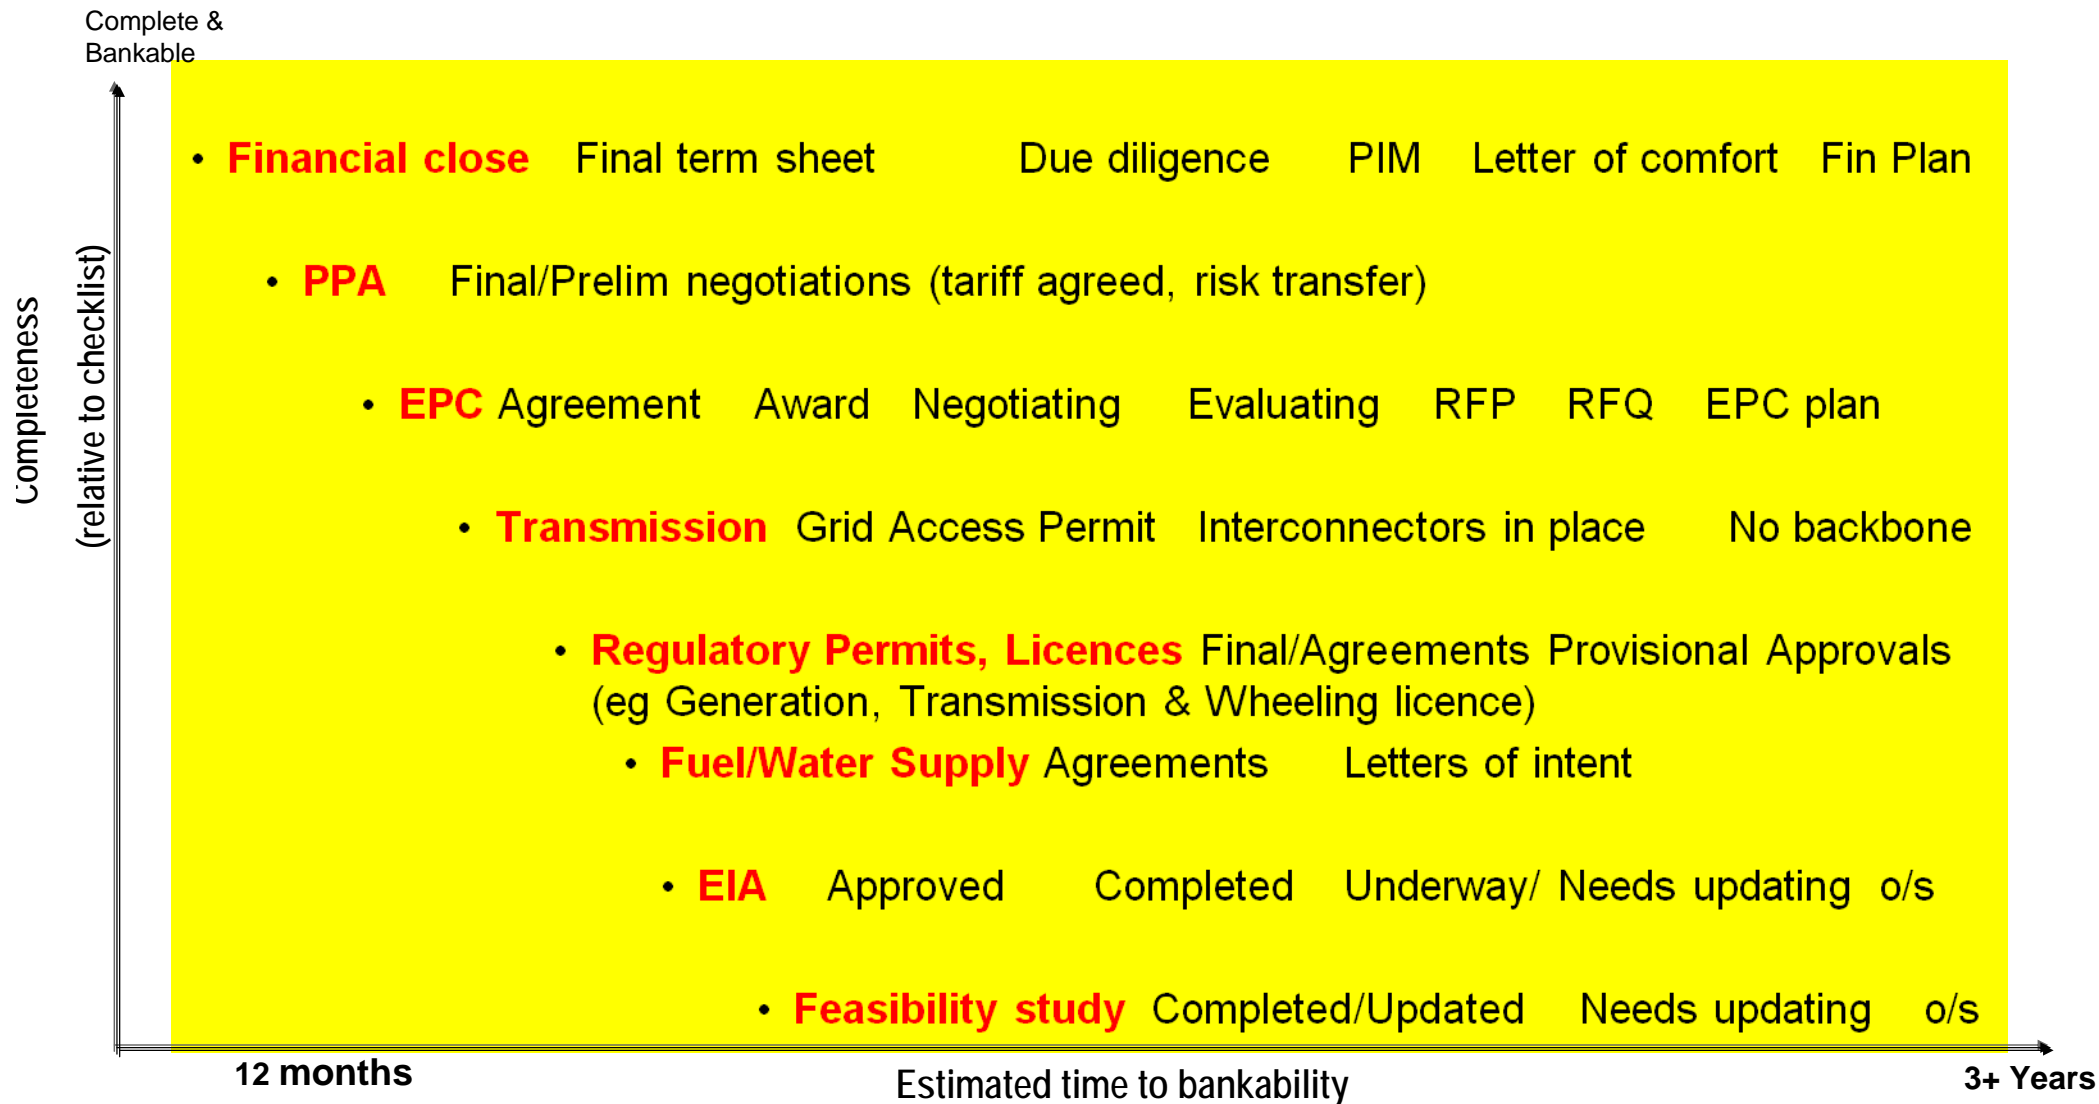 Complete &
Bankable
• Financial close Final term sheet Due diligence PIM Letter of comfort Fin Plan
• PPA Final/Prelim negotiations (tariff agreed, risk transfer)
Completeness
(relative to checklist)
• EPC Agreement Award Negotiating Evaluating RFP RFQ EPC plan
• Transmission Grid Access Permit Interconnectors in place No backbone
• Regulatory Permits, Licences Final/Agreements Provisional Approvals
(eg Generation, Transmission & Wheeling licence)
• Fuel/Water Supply Agreements Letters of intent
• EIA Approved Completed Underway/ Needs updating o/s
• Feasibility study Completed/Updated Needs updating o/s
12 months
Estimated time to bankability
3+ Years